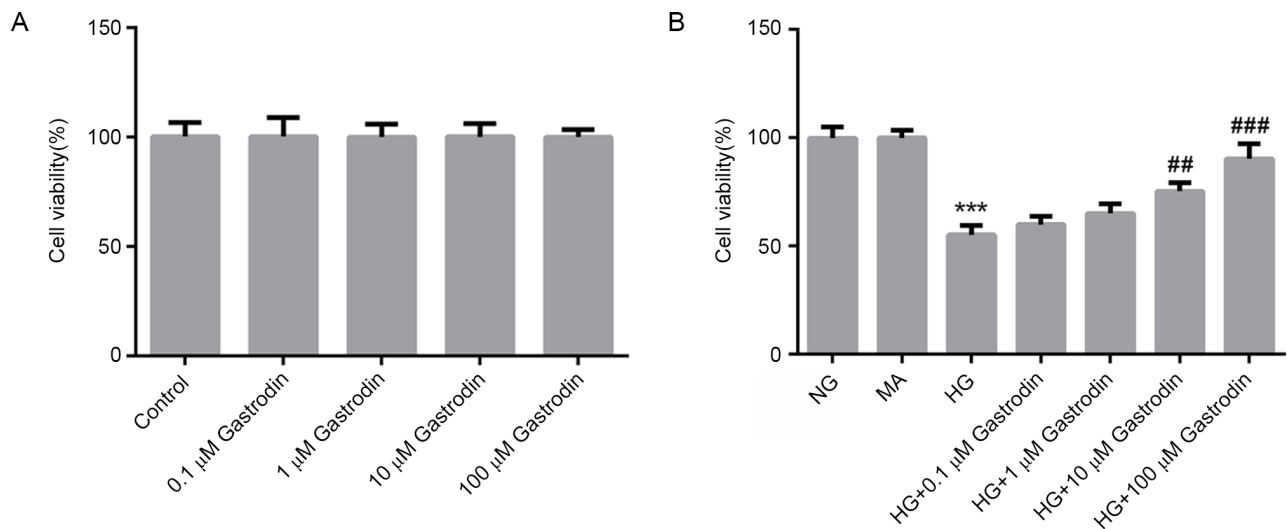 A
Cell viability(%)
150
100
50
0
Control
0.1 μM Gastrodin
1 μM Gastrodin
10 μM Gastrodin
100 μM Gastrodin
B
Cell viability(%)
150
100
50
0
***
##
###
NG
MA
HG
HG+0.1 μM Gastrodin
HG+1 μM Gastrodin
HG+10 μM Gastrodin
HG+100 μM Gastrodin